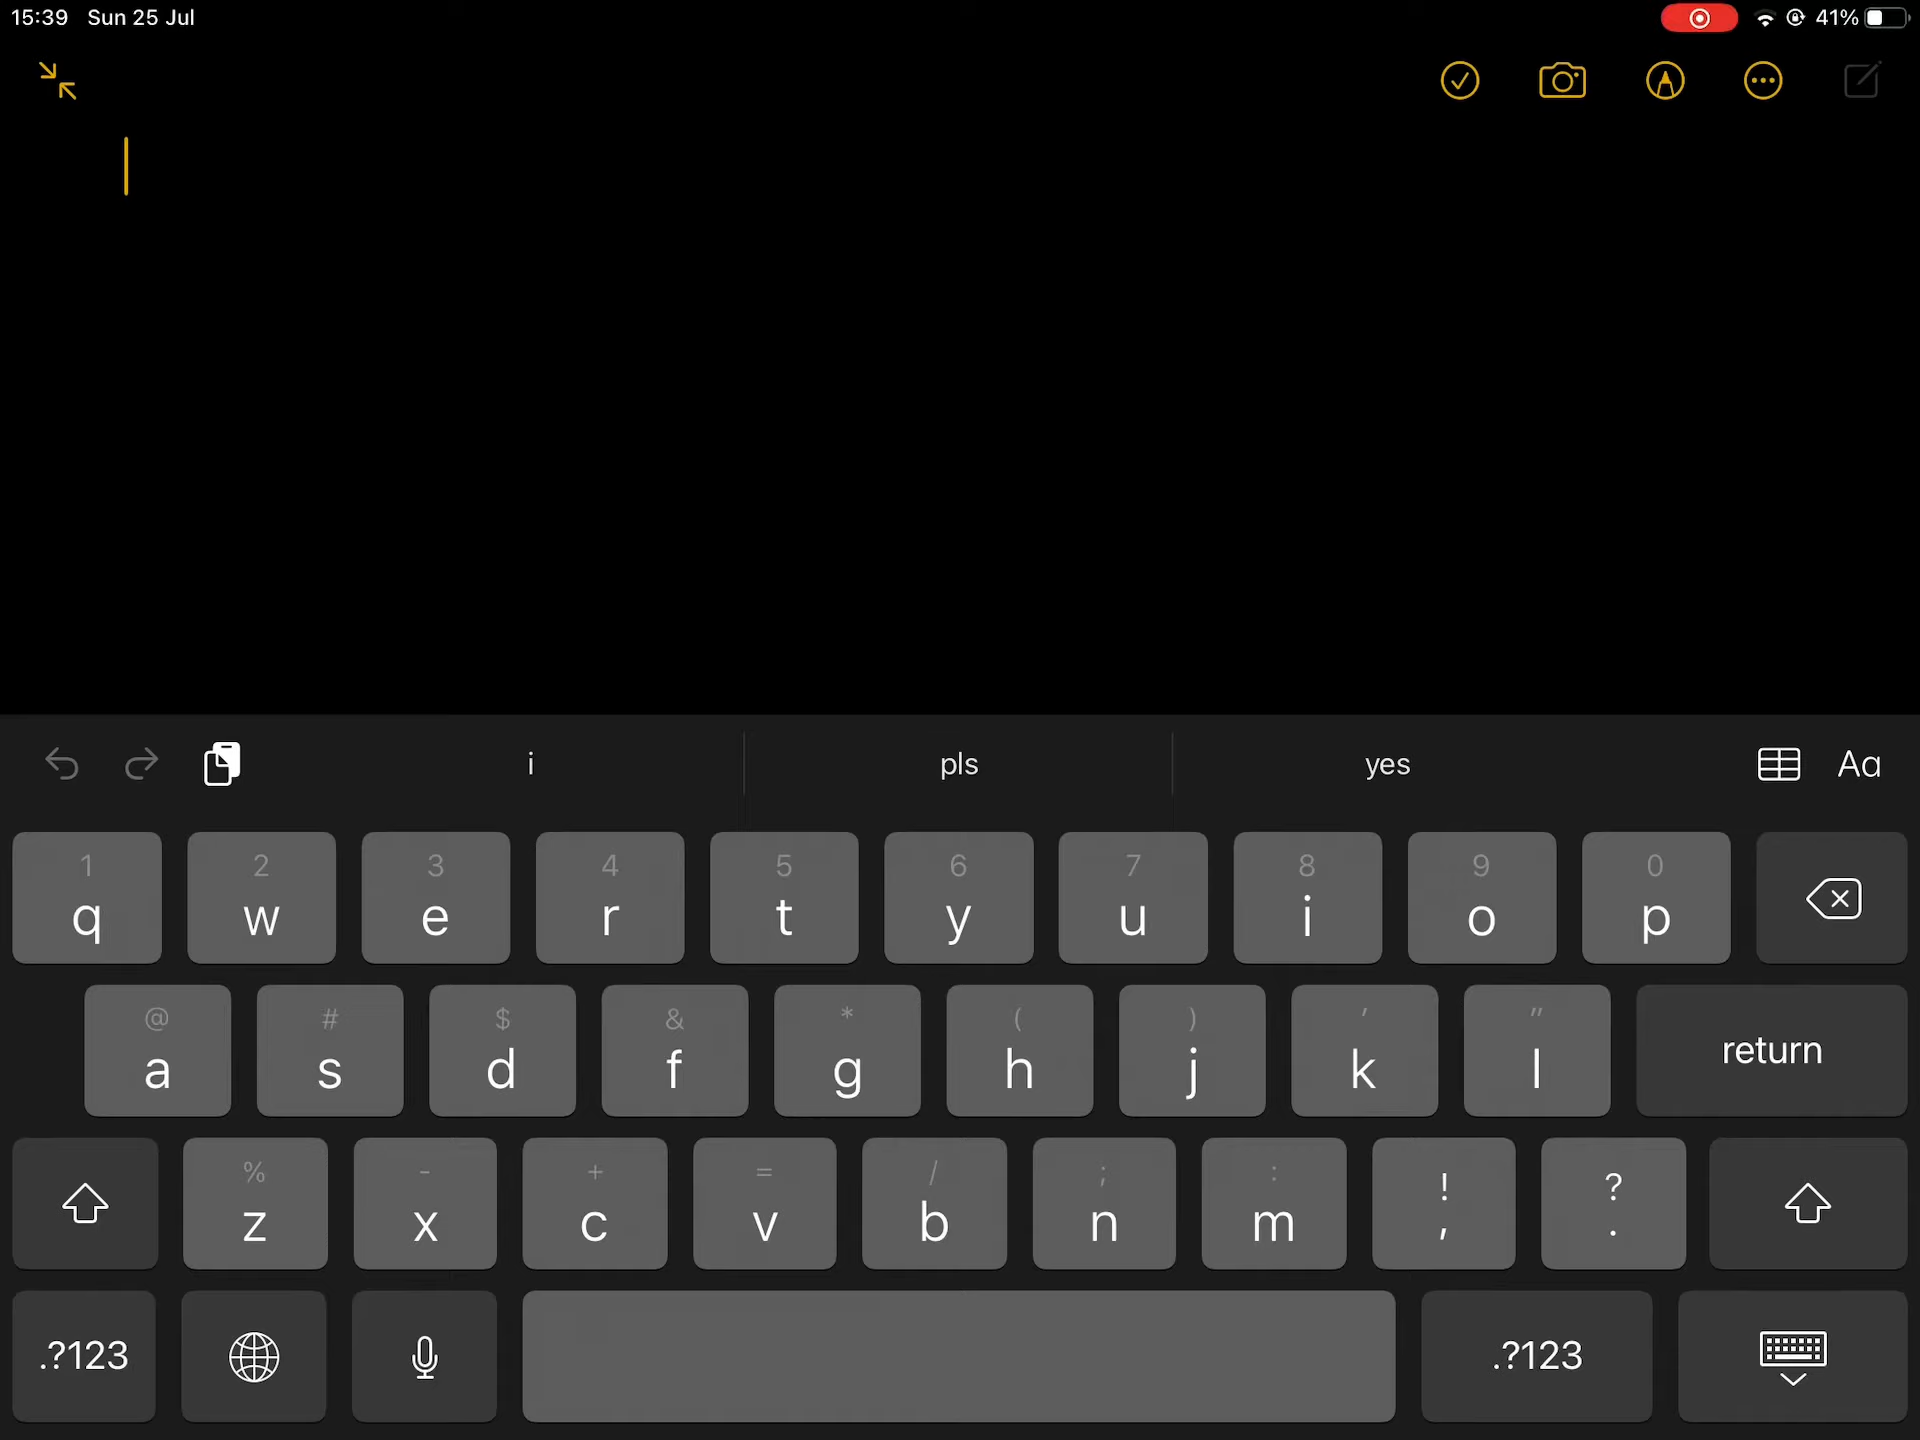 15:39 Sun 25 Jul 41%
i pls yes Aa
1 2 3 4 5 6 7 8 9 0
q w e r t y u i o p
@ # $ & * ( ) ' "
a s d f g h j k l return
% - + = / ; : ! ?
z x c v b n m , .
.?123 .?123